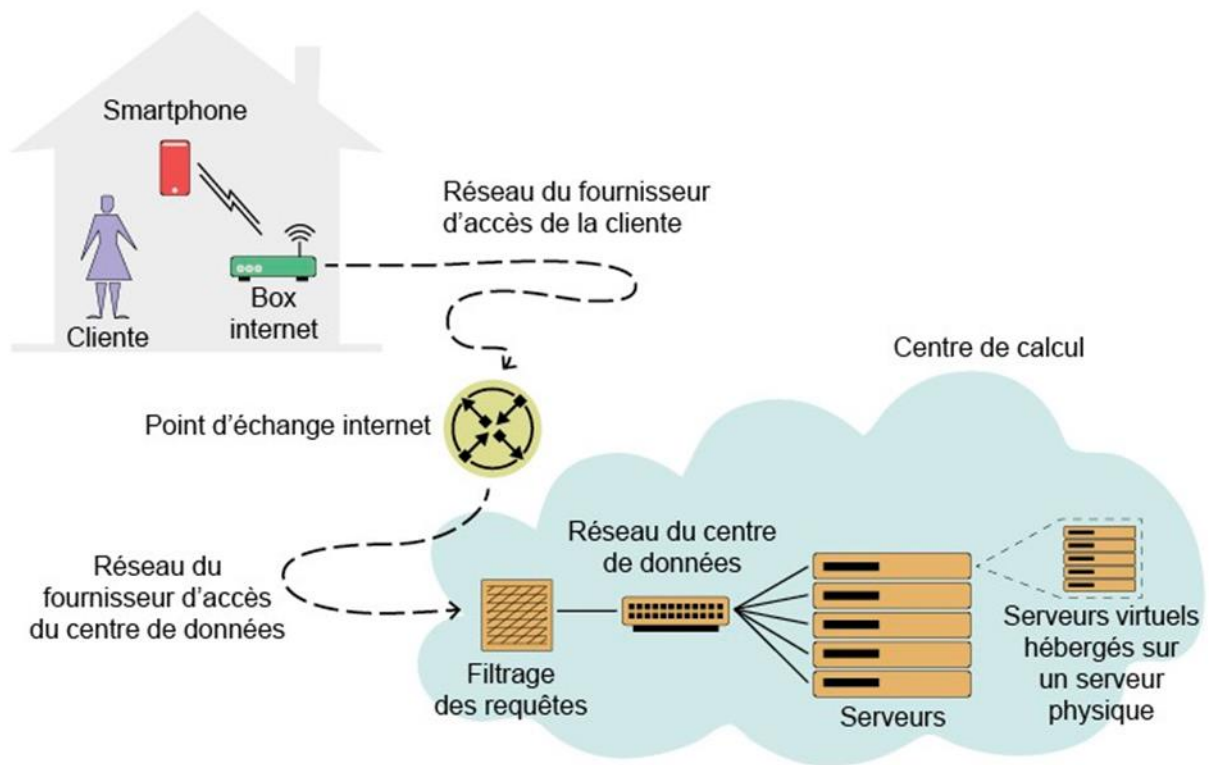 Smartphone
Cliente
Box
internet
Réseau du fournisseur
d’accès de la cliente
Point d’échange internet
Réseau du
fournisseur d’accès
du centre de données
Centre de calcul
Filtrage
des requêtes
Réseau du centre
de données
Serveurs
Serveurs virtuels
hébergés sur
un serveur
physique